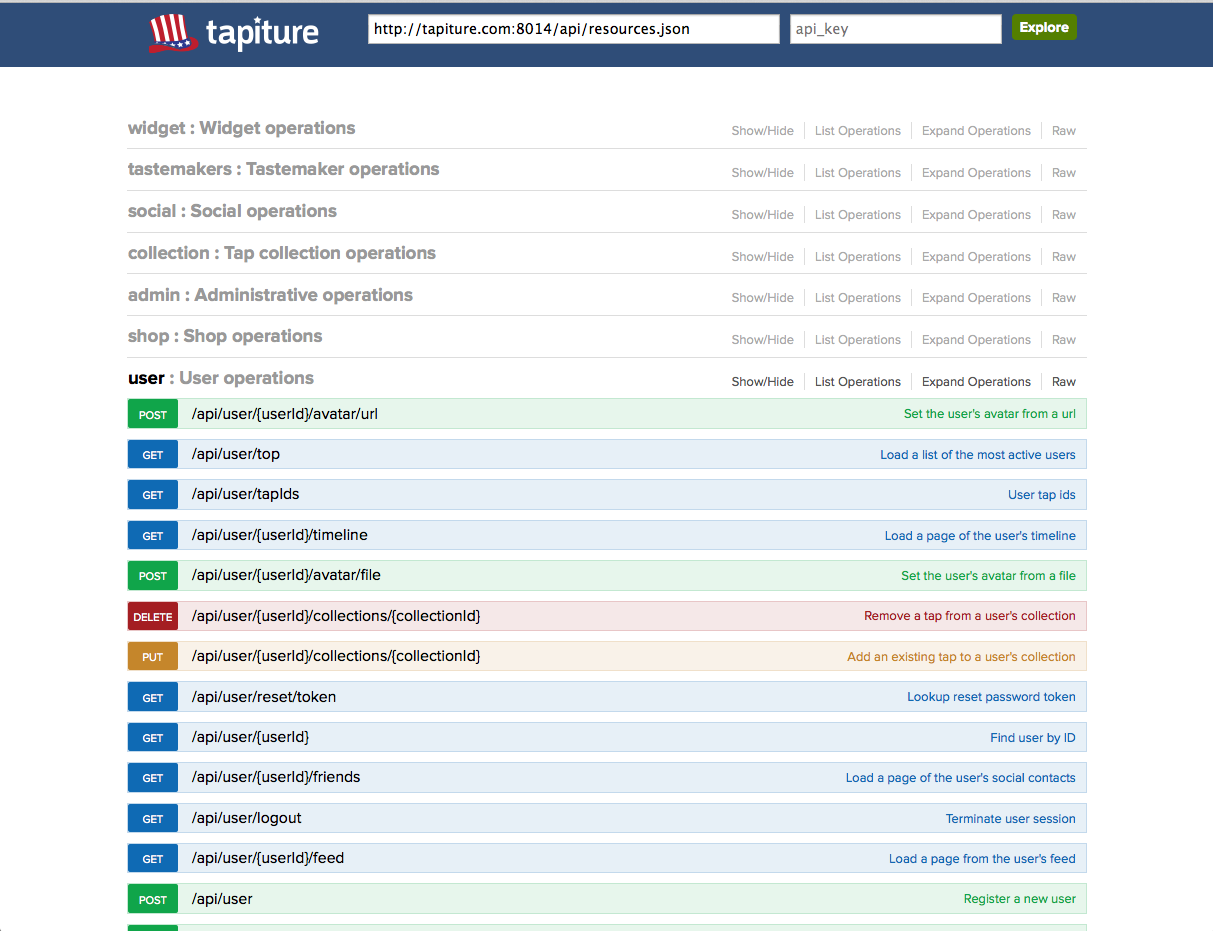 tapiture http://tapiture.com:8014/api/resources.json api_key Explore
widget : Widget operations Show/Hide List Operations Expand Operations Raw
tastemakers : Tastemaker operations Show/Hide List Operations Expand Operations Raw
social : Social operations Show/Hide List Operations Expand Operations Raw
collection : Tap collection operations Show/Hide List Operations Expand Operations Raw
admin : Administrative operations Show/Hide List Operations Expand Operations Raw
shop : Shop operations Show/Hide List Operations Expand Operations Raw
user : User operations Show/Hide List Operations Expand Operations Raw
POST /api/user/{userId}/avatar/url Set the user's avatar from a url
GET /api/user/top Load a list of the most active users
GET /api/user/tapIds User tap ids
GET /api/user/{userId}/timeline Load a page of the user's timeline
POST /api/user/{userId}/avatar/file Set the user's avatar from a file
DELETE /api/user/{userId}/collections/{collectionId} Remove a tap from a user's collection
PUT /api/user/{userId}/collections/{collectionId} Add an existing tap to a user's collection
GET /api/user/reset/token Lookup reset password token
GET /api/user/{userId} Find user by ID
GET /api/user/{userId}/friends Load a page of the user's social contacts
GET /api/user/logout Terminate user session
GET /api/user/{userId}/feed Load a page from the user's feed
POST /api/user Register a new user